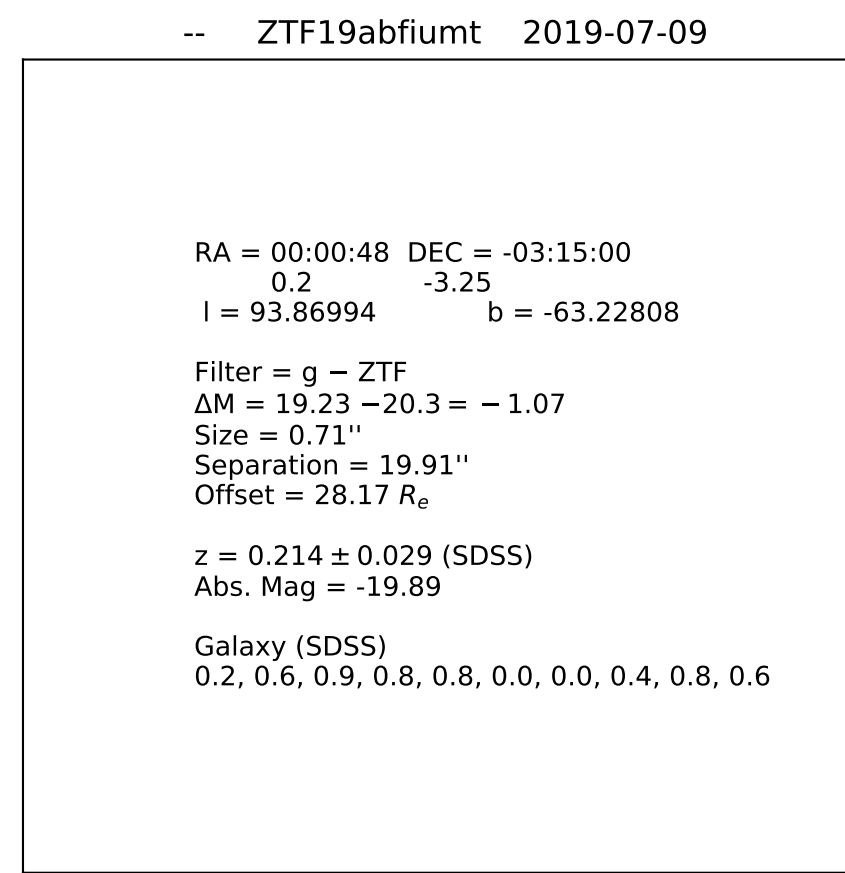 -- ZTF19abfiumt 2019-07-09
RA = 00:00:48 DEC = -03:15:00
0.2 -3.25
l = 93.86994 b = -63.22808
Filter = g − ZTF
ΔM = 19.23 −20.3 = − 1.07
Size = 0.71''
Separation = 19.91''
Offset = 28.17 Re
z = 0.214 ± 0.029 (SDSS)
Abs. Mag = -19.89
Galaxy (SDSS)
0.2, 0.6, 0.9, 0.8, 0.8, 0.0, 0.0, 0.4, 0.8, 0.6